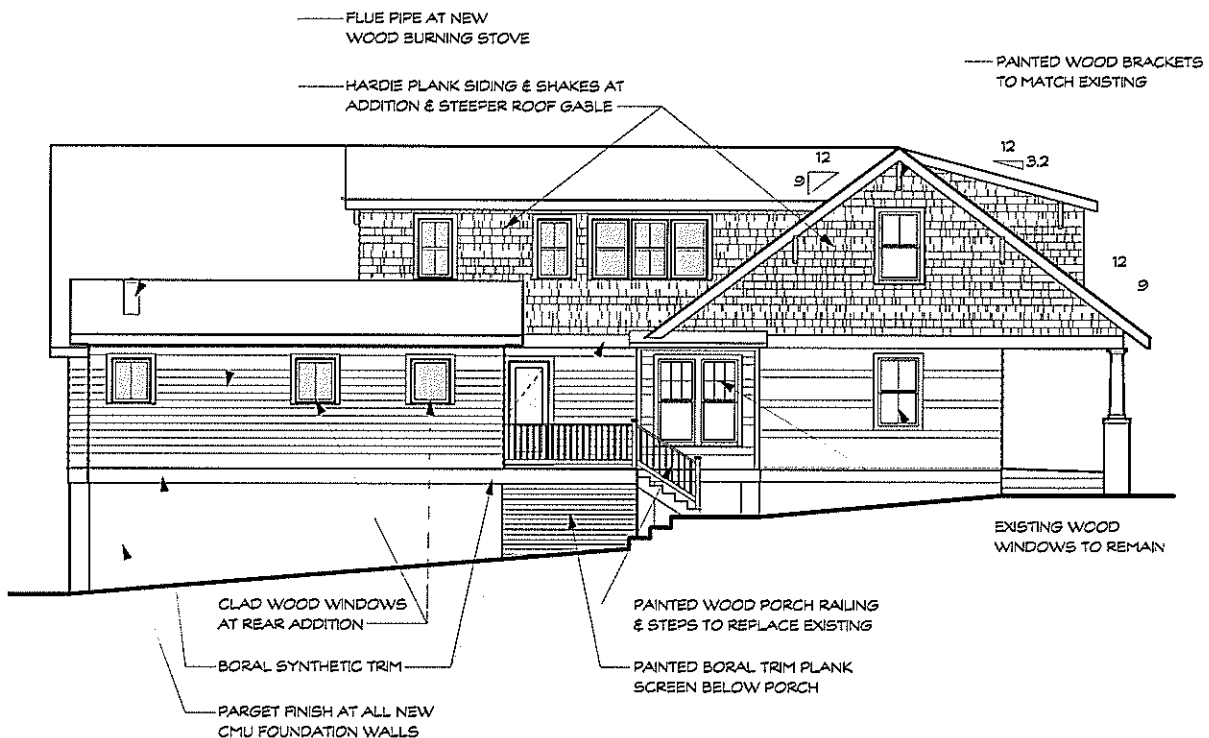 FLUE PIPE AT NEW
WOOD BURNING STOVE
PAINTED WOOD BRACKETS
TO MATCH EXISTING
HARDIE PLANK SIDING & SHAKES AT
ADDITION & STEEPER ROOF GABLE
12
9
12
3.2
12
9
EXISTING WOOD
WINDOWS TO REMAIN
CLAD WOOD WINDOWS
AT REAR ADDITION
PAINTED WOOD PORCH RAILING
& STEPS TO REPLACE EXISTING
BORAL SYNTHETIC TRIM
PAINTED BORAL TRIM PLANK
SCREEN BELOW PORCH
PARGET FINISH AT ALL NEW
CMU FOUNDATION WALLS